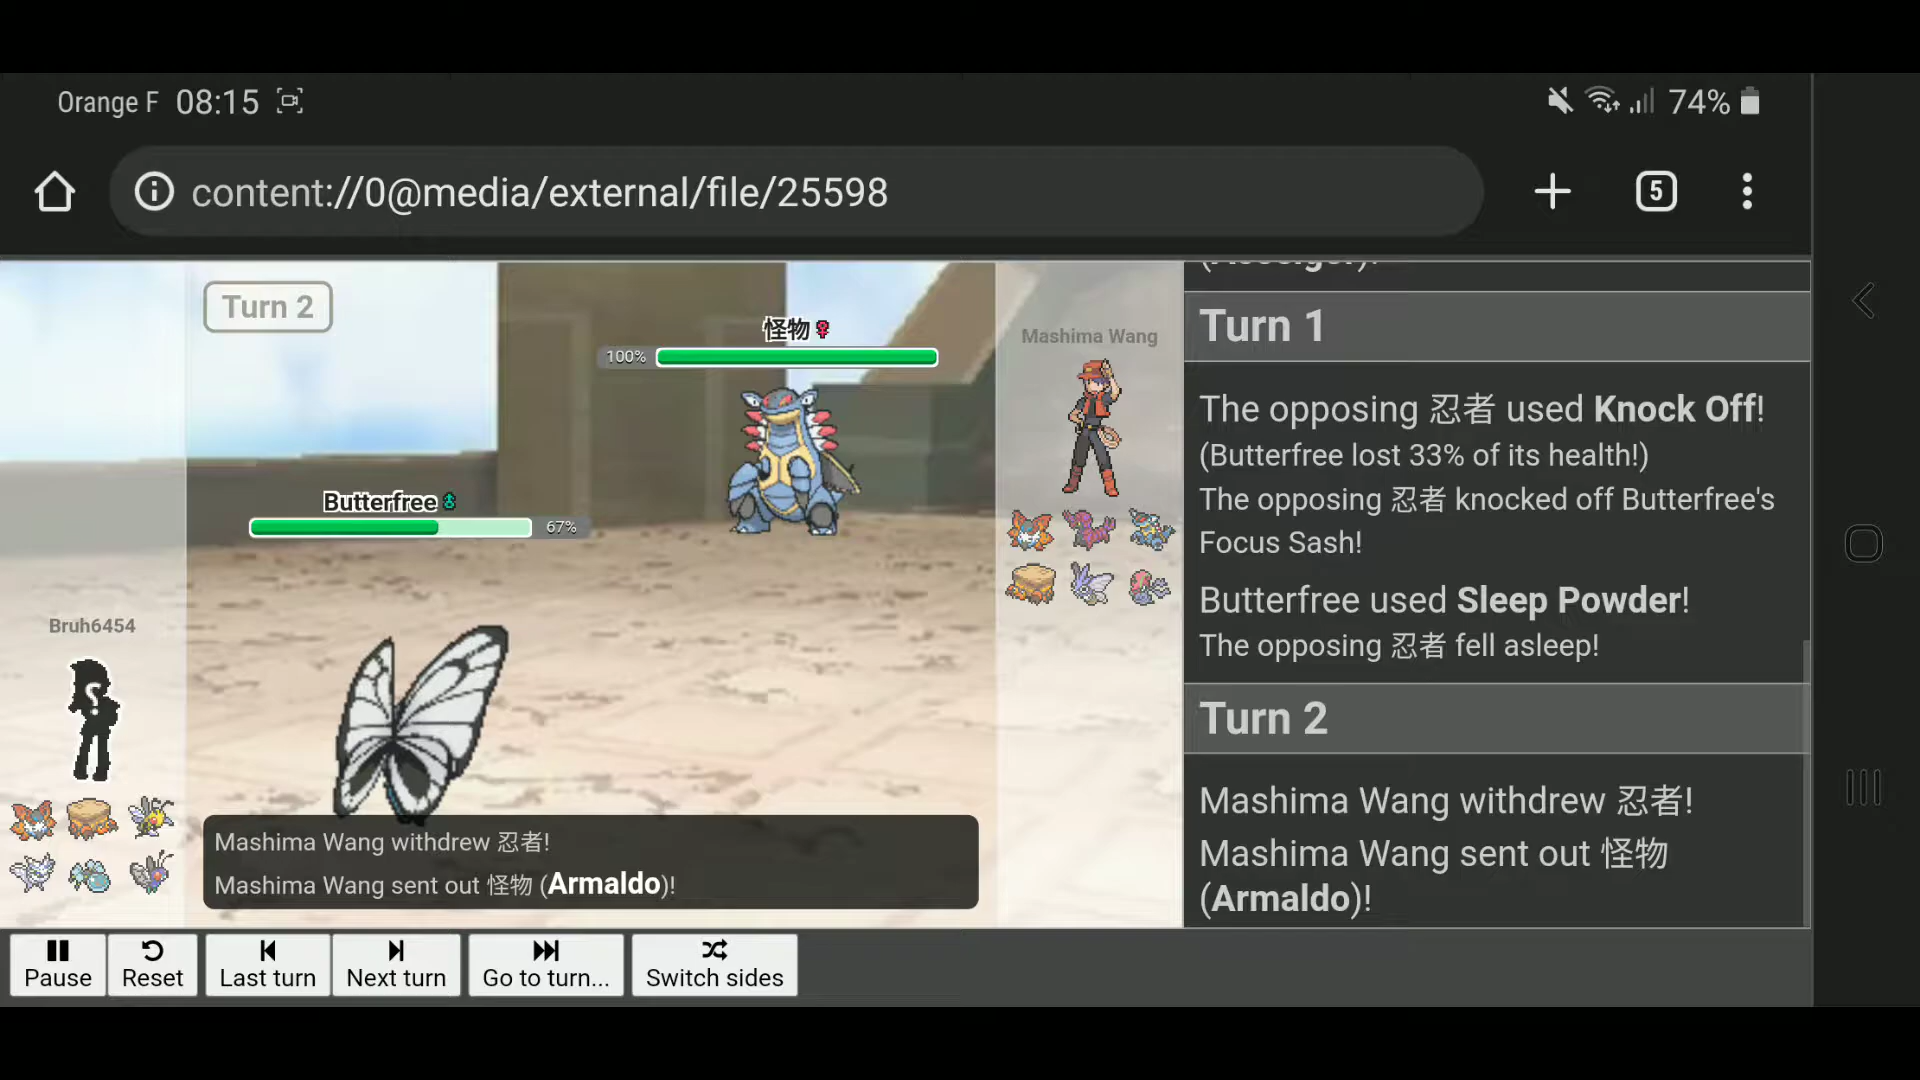 Orange F 08:15
74%
content://0@media/external/file/25598
5
Turn 2
怪物
100%
Mashima Wang
Butterfree
67%
Bruh6454
?
Mashima Wang withdrew 忍者!
Mashima Wang sent out 怪物 (Armaldo)!
Turn 1
The opposing 忍者 used Knock Off!
(Butterfree lost 33% of its health!)
The opposing 忍者 knocked off Butterfree's
Focus Sash!
Butterfree used Sleep Powder!
The opposing 忍者 fell asleep!
Turn 2
Mashima Wang withdrew 忍者!
Mashima Wang sent out 怪物
(Armaldo)!
Pause
Reset
Last turn
Next turn
Go to turn...
Switch sides